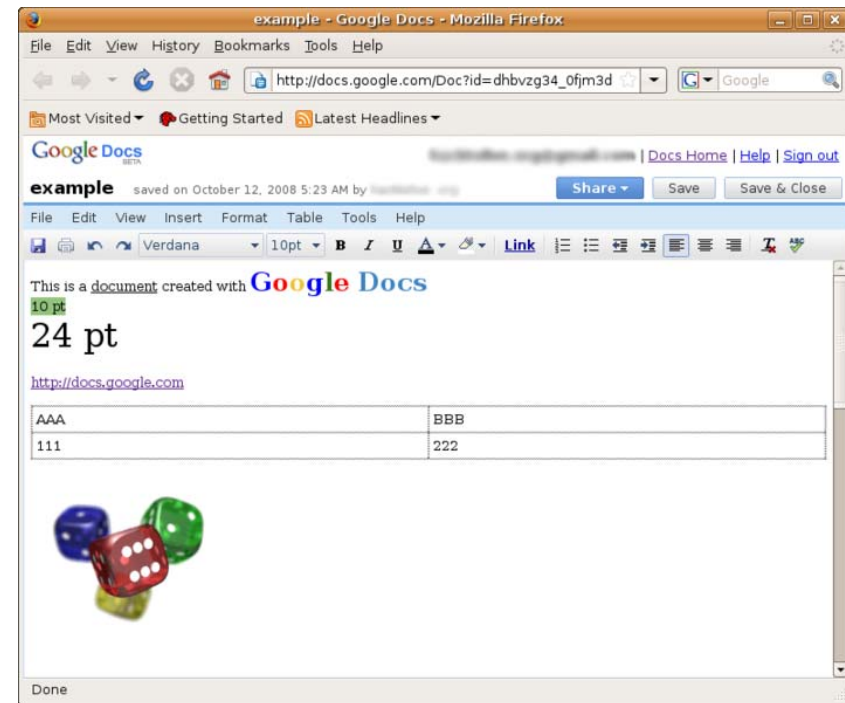 example - Google Docs - Mozilla Firefox
File Edit View History Bookmarks Tools Help
http://docs.google.com/Doc?id=dhbvzg34_0fjm3d G Google
Most Visited Getting Started Latest Headlines
Google Docs BETA | Docs Home | Help | Sign out
example saved on October 12, 2008 5:23 AM by Share Save Save & Close
File Edit View Insert Format Table Tools Help
Verdana 10pt B I U A Link T ABC
This is a document created with Google Docs
10 pt
24 pt
http://docs.google.com
AAA BBB
111 222
Done